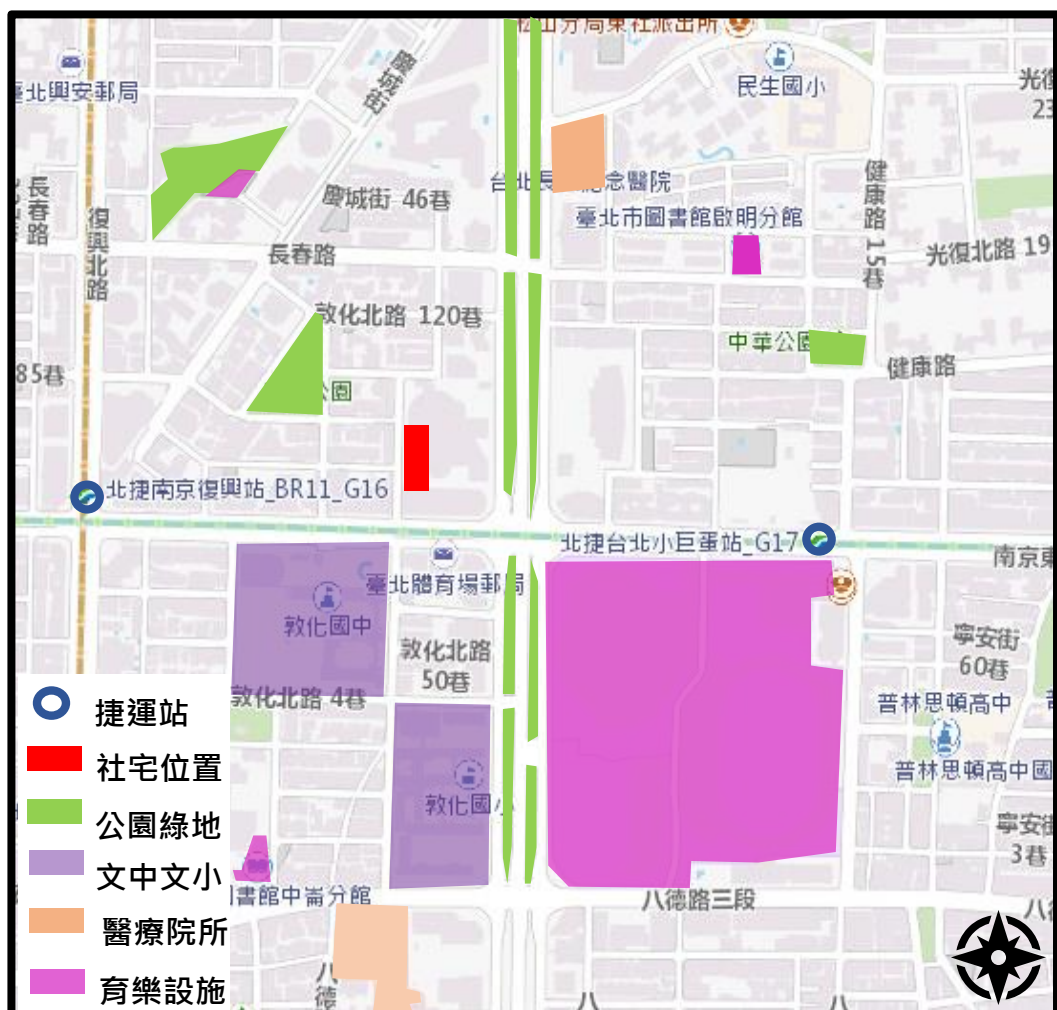 松山分局東社派出所
民生國小
慶城街
臺北興安郵局
光復
23
台北長 紀念醫院
長春路
復興北路
慶城街 46巷
臺北市圖書館啟明分館
健康路 15巷
長春路
光復北路 19
敦化北路 120巷
中華公園
85巷
公園
健康路
北捷南京復興站_BR11_G16
北捷台北小巨蛋站_G17
南京東
臺北體育場郵局
敦化國中
敦化北路
50巷
寧安街
60巷
敦化北路 4巷
普林思頓高中
普林思頓高中國
敦化國小
寧安街
3巷
圖書館中崙分館
八德路三段
八德
八
八
八德
捷運站
社宅位置
公園綠地
文中文小
醫療院所
育樂設施